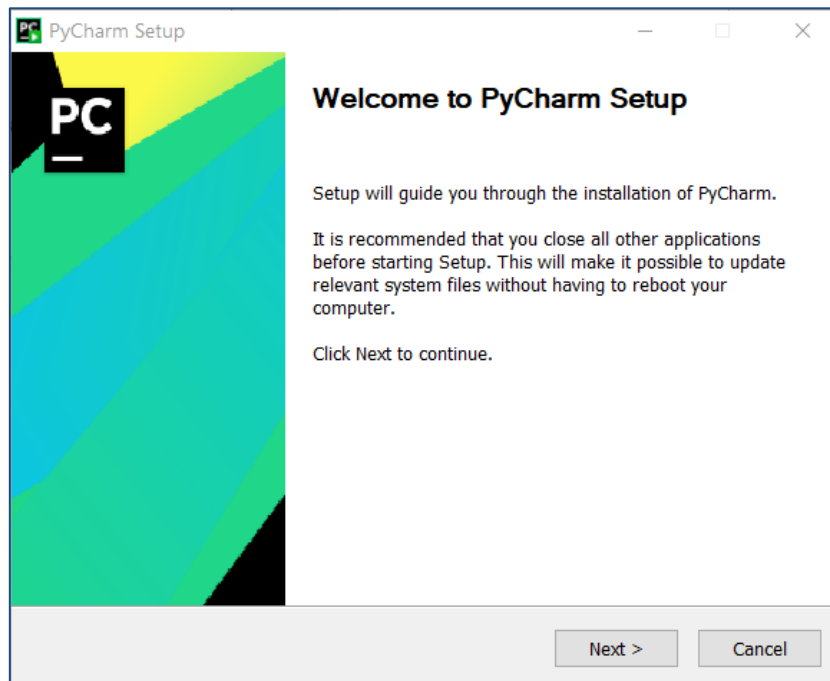 PyCharm Setup
PC
Welcome to PyCharm Setup
Setup will guide you through the installation of PyCharm.
It is recommended that you close all other applications
before starting Setup. This will make it possible to update
relevant system files without having to reboot your
computer.
Click Next to continue.
Next >
Cancel